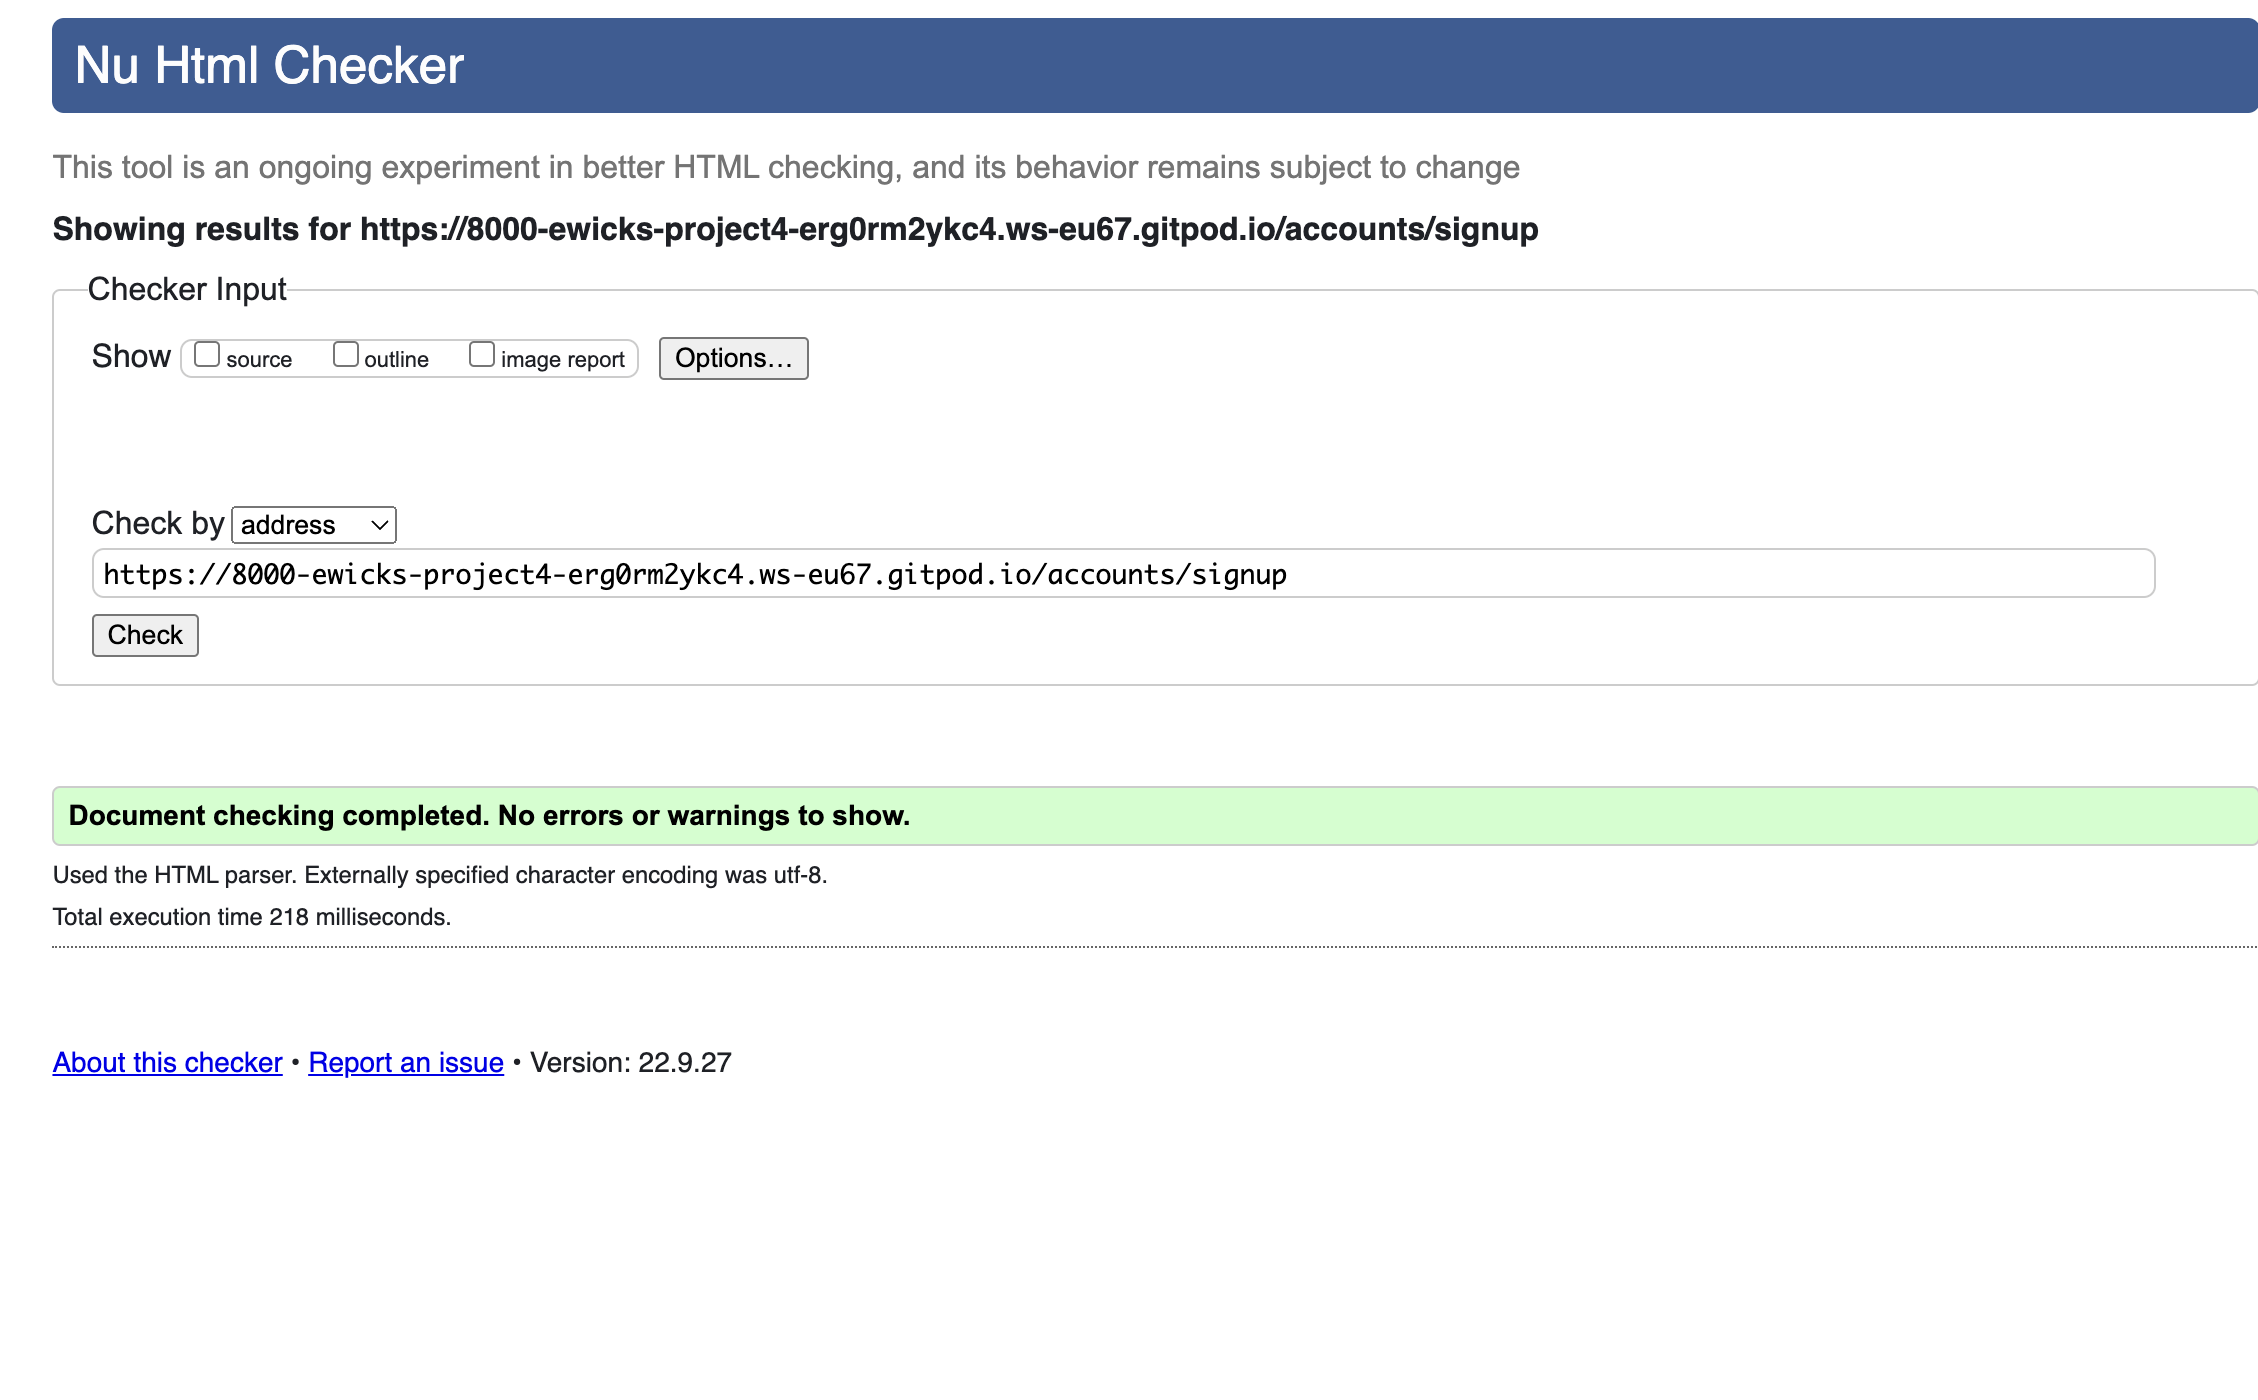 Nu Html Checker
This tool is an ongoing experiment in better HTML checking, and its behavior remains subject to change
Showing results for https://8000-ewicks-project4-erg0rm2ykc4.ws-eu67.gitpod.io/accounts/signup
Checker Input
Show source outline image report Options...
Check by address
https://8000-ewicks-project4-erg0rm2ykc4.ws-eu67.gitpod.io/accounts/signup
Check
Document checking completed. No errors or warnings to show.
Used the HTML parser. Externally specified character encoding was utf-8.
Total execution time 218 milliseconds.
About this checker • Report an issue • Version: 22.9.27